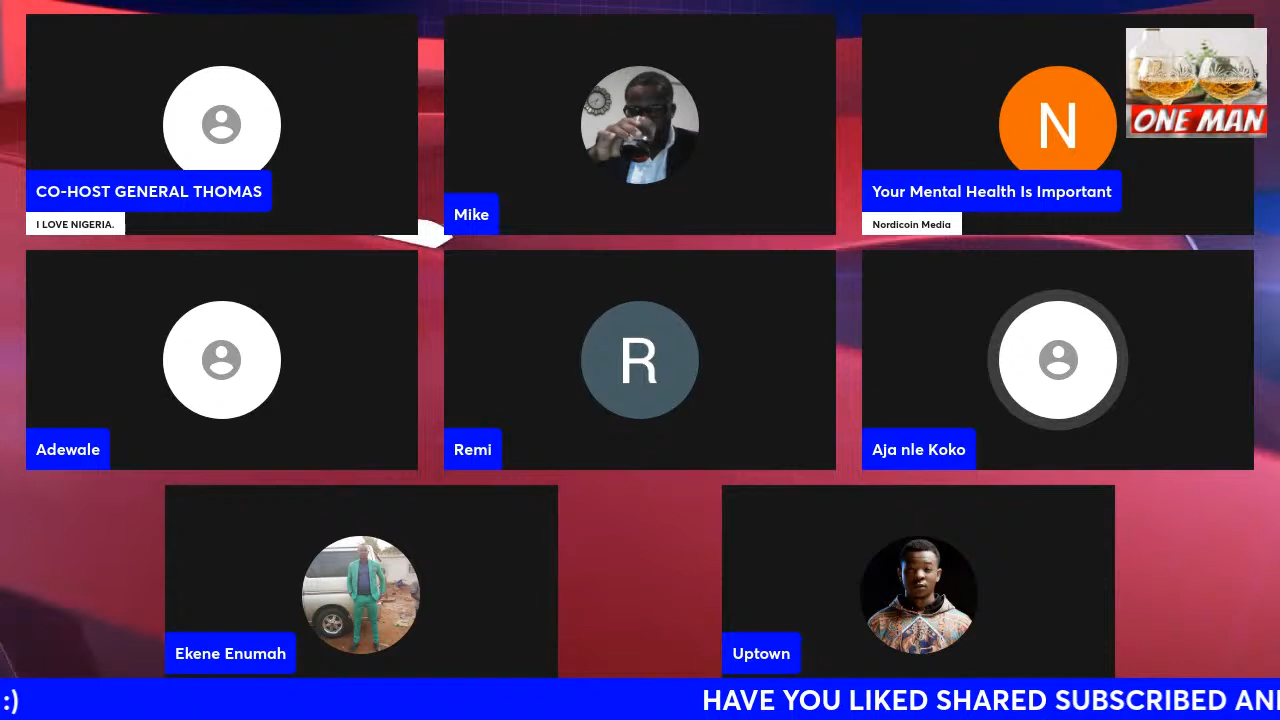 CO-HOST GENERAL THOMAS
I LOVE NIGERIA.
Mike
N
Your Mental Health Is Important
Nordicoin Media
ONE MAN
Adewale
R
Remi
Aja nle Koko
Ekene Enumah
Uptown
:) HAVE YOU LIKED SHARED SUBSCRIBED